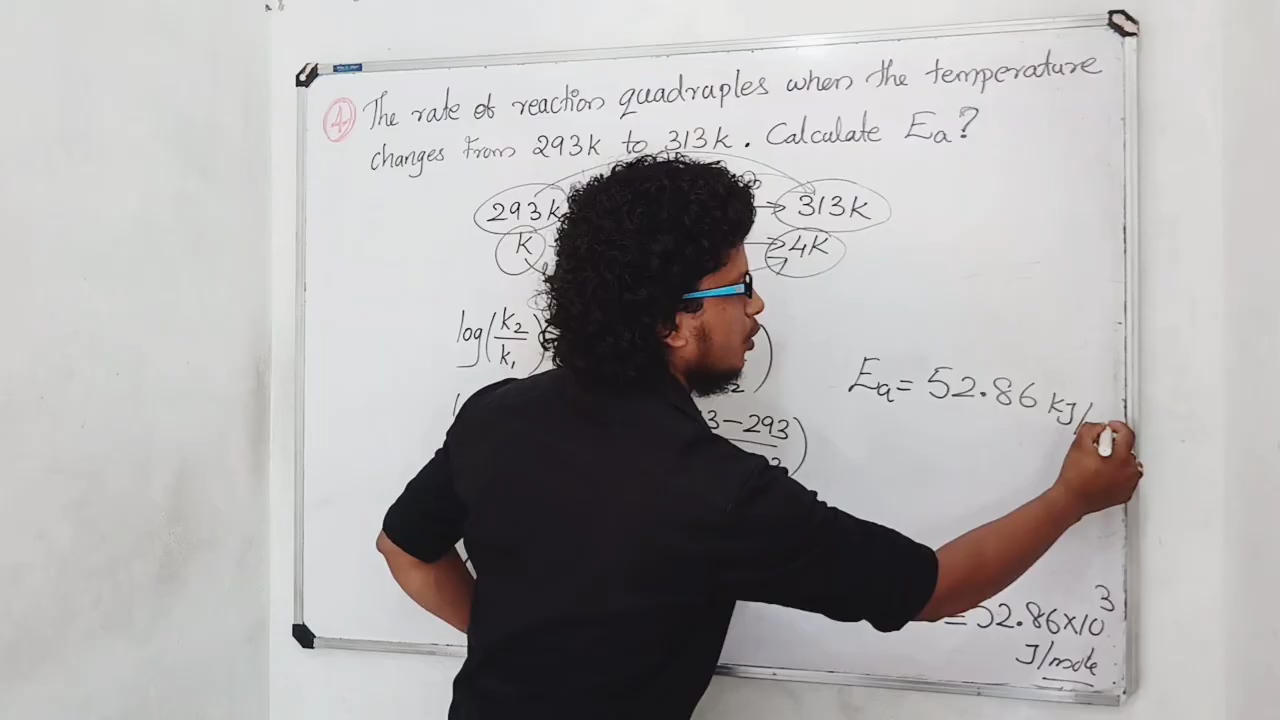 4 The rate of reaction quadraples when the temperature
changes from 293K to 313K. Calculate Ea?
293K → 313K
K → 4K
log(K2/K1)
Ea = 52.86 KJ/
3 – 293)
= 52.86×10³
J/mole